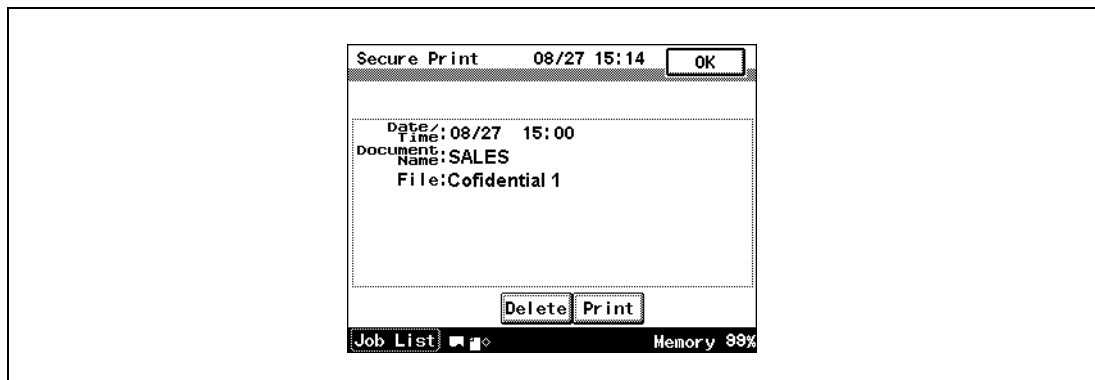 Secure Print 08/27 15:14 OK
Date/Time: 08/27 15:00
Document Name: SALES
File: Cofidential 1
Delete Print
Job List Memory 99%